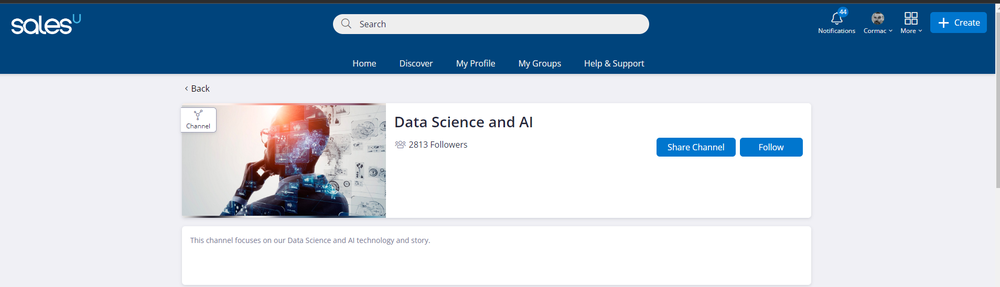 sales U
Search
44
Notifications
Cormac
More
Create
Home
Discover
My Profile
My Groups
Help & Support
Back
Channel
Data Science and AI
2813 Followers
Share Channel
Follow
This channel focuses on our Data Science and AI technology and story.